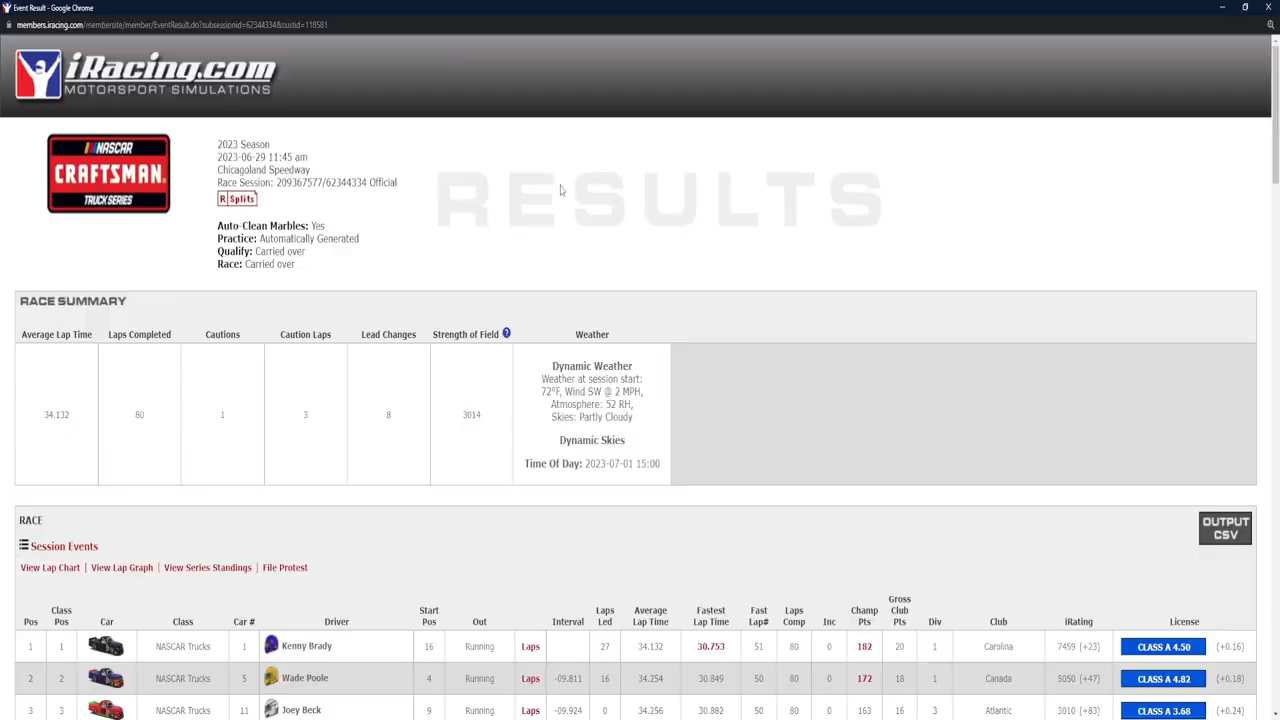 Event Result - Google Chrome
members.iracing.com/membersite/member/EventResult.do?subsessionid=62344334&custid=118581
iRacing.com
MOTORSPORT SIMULATIONS
NASCAR
CRAFTSMAN
TRUCK SERIES
2023 Season
2023-06-29 11:45 am
Chicagoland Speedway
Race Session: 209367577/62344334 Official
R Splits
Auto-Clean Marbles: Yes
Practice: Automatically Generated
Qualify: Carried over
Race: Carried over
RESULTS
RACE SUMMARY
Average Lap Time Laps Completed Cautions Caution Laps Lead Changes Strength of Field ? Weather
34.132 80 1 3 8 3014
Dynamic Weather
Weather at session start:
72°F, Wind SW @ 2 MPH,
Atmosphere: 52 RH,
Skies: Partly Cloudy
Dynamic Skies
Time Of Day: 2023-07-01 15:00
RACE
OUTPUT
CSV
Session Events
View Lap Chart | View Lap Graph | View Series Standings | File Protest
Pos Class Pos Car Class Car # Driver Start Pos Out Interval Laps Led Average Lap Time Fastest Lap Time Fast Lap# Laps Comp Inc Champ Pts Gross Club Pts Div Club iRating License
1 1 NASCAR Trucks 1 Kenny Brady 16 Running Laps 27 34.132 30.753 51 80 0 182 20 1 Carolina 7459 (+23) CLASS A 4.50 (+0.16)
2 2 NASCAR Trucks 5 Wade Poole 4 Running Laps -09.811 16 34.254 30.849 50 80 0 172 18 1 Canada 5050 (+47) CLASS A 4.82 (+0.18)
3 3 NASCAR Trucks 11 Joey Beck 9 Running Laps -09.924 0 34.256 30.882 50 80 0 163 16 3 Atlantic 3010 (+83) CLASS A 3.68 (+0.24)